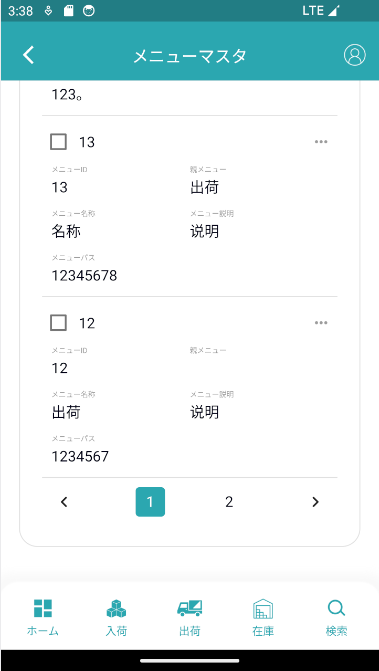 3:38
LTE
メニューマスタ
123。
13
メニューID
親メニュー
13
出荷
メニュー名称
メニュー説明
名称
说明
メニューパス
12345678
12
メニューID
親メニュー
12
メニュー名称
メニュー説明
出荷
说明
メニューパス
1234567
1
2
ホーム
入荷
出荷
在庫
検索